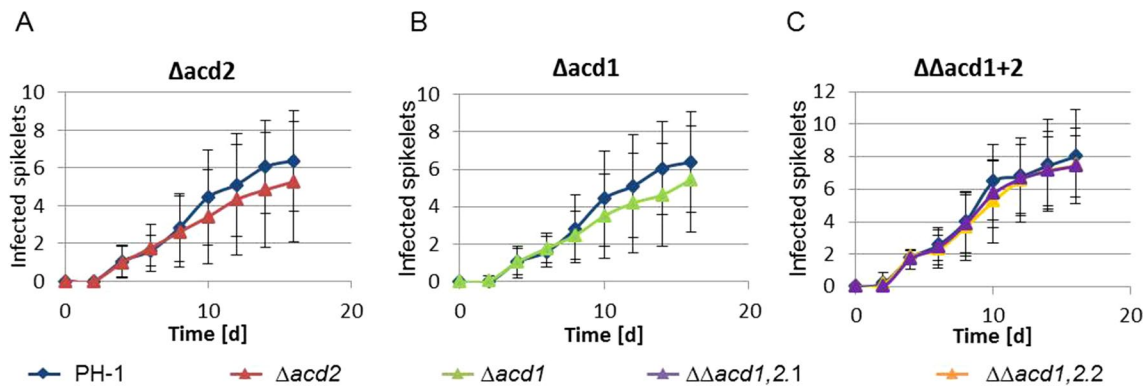 A
B
C
Δacd2
Δacd1
ΔΔacd1+2
Infected spikelets
10
8
6
4
2
0
0
10
20
Time [d]
Infected spikelets
10
8
6
4
2
0
0
10
20
Time [d]
Infected spikelets
12
10
8
6
4
2
0
0
10
20
Time [d]
PH-1
Δacd2
Δacd1
ΔΔacd1,2.1
ΔΔacd1,2.2